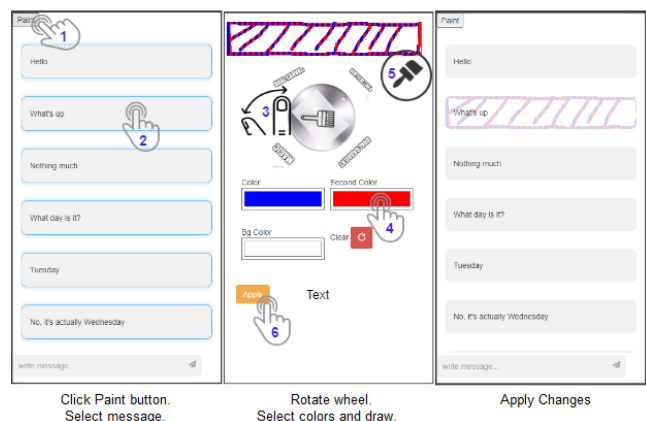 Paint
1
Hello
What's up
2
Nothing much
What day is it?
Tuesday
No, it's actually Wednesday
write message
Click Paint button.
Select message.
5
3
Color
Second Color
4
Bg Color
Clear
Apply
Text
6
Rotate wheel.
Select colors and draw.
Paint
Hello
What's up
Nothing much
What day is it?
Tuesday
No, it's actually Wednesday
write message...
Apply Changes